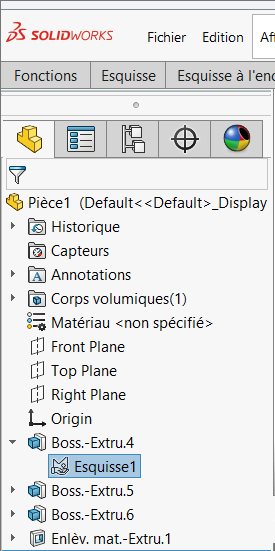 SOLIDWORKS Fichier Edition Af
Fonctions Esquisse Esquisse à l'enc
Pièce1 (Default<<Default>_Display
Historique
Capteurs
Annotations
Corps volumiques(1)
Matériau <non spécifié>
Front Plane
Top Plane
Right Plane
Origin
Boss.-Extru.4
Esquisse1
Boss.-Extru.5
Boss.-Extru.6
Enlèv. mat.-Extru.1